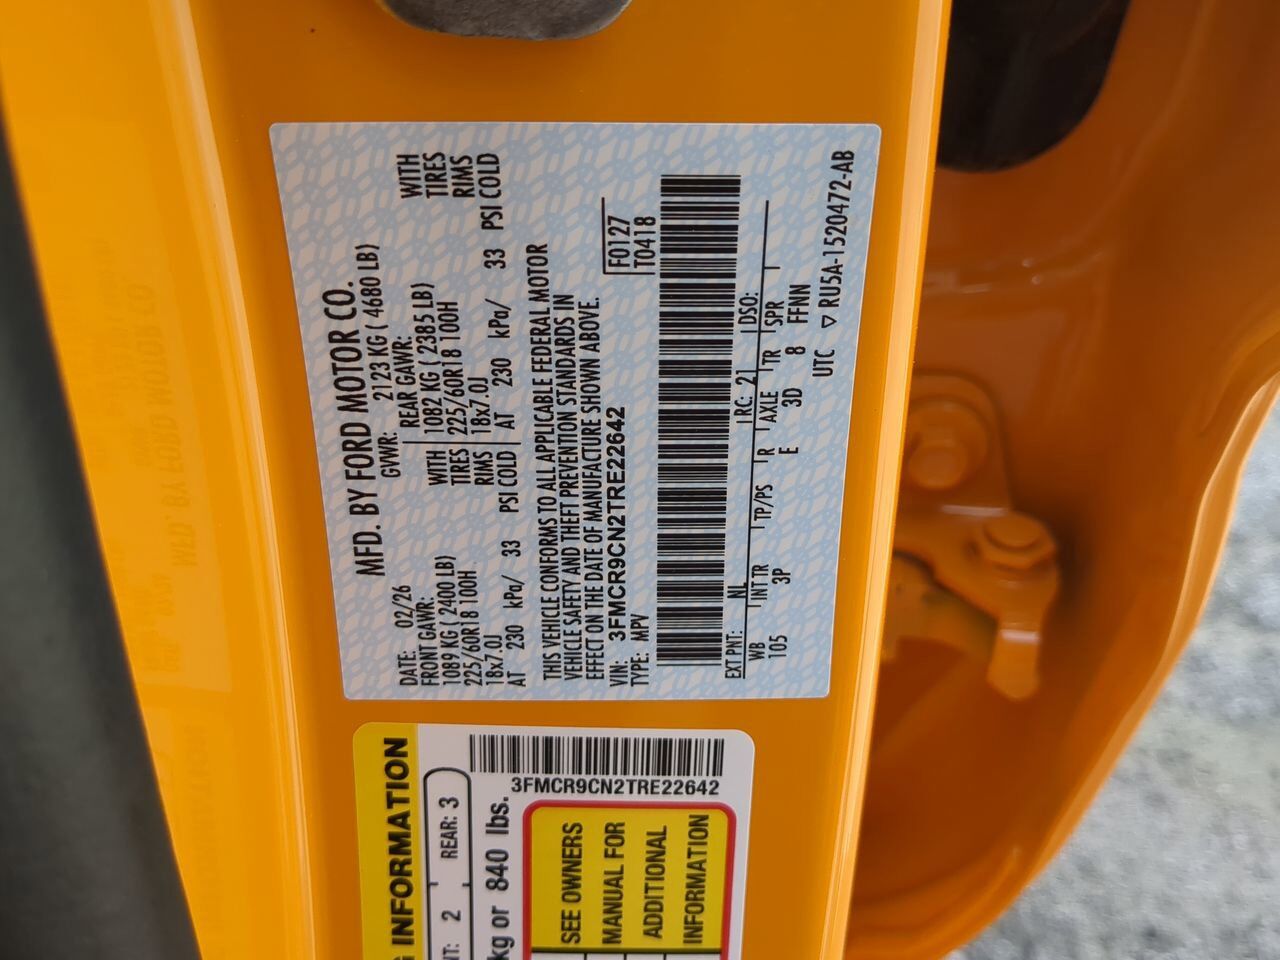 MFD. BY FORD MOTOR CO.
DATE: 02/26 GVWR: 2123 KG ( 4680 LB)
FRONT GAWR: REAR GAWR:
1089 KG ( 2400 LB) WITH 1082 KG ( 2385 LB) WITH
225/60R18 100H TIRES 225/60R18 100H TIRES
18x7.0J RIMS 18x7.0J RIMS
AT 230 kPa/ 33 PSI COLD AT 230 kPa/ 33 PSI COLD
THIS VEHICLE CONFORMS TO ALL APPLICABLE FEDERAL MOTOR
VEHICLE SAFETY AND THEFT PREVENTION STANDARDS IN
EFFECT ON THE DATE OF MANUFACTURE SHOWN ABOVE.
VIN: 3FMCR9CN2TRE22642 F0127
TYPE: MPV T0418
EXT PNT: NL RC: 21 DSO:
WB INT TR TP/PS R AXLE TR SPR
105 3P E 3D 8 FFNN
UTC ▽ RU5A-1520472-AB
INFORMATION
2 REAR: 3
kg or 840 lbs.
3FMCR9CN2TRE22642
SEE OWNERS
MANUAL FOR
ADDITIONAL
INFORMATION